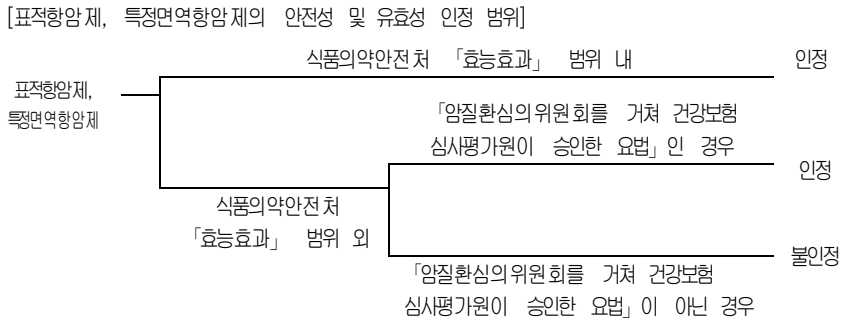 [표적항암제, 특정면역항암제의 안전성 및 유효성 인정 범위]
식품의약안전처 「효능효과」 범위 내
인정
표적항암제,
특정면역항암제
「암질환심의위원회를 거쳐 건강보험
심사평가원이 승인한 요법」인 경우
인정
식품의약안전처
「효능효과」 범위 외
불인정
「암질환심의위원회를 거쳐 건강보험
심사평가원이 승인한 요법」이 아닌 경우